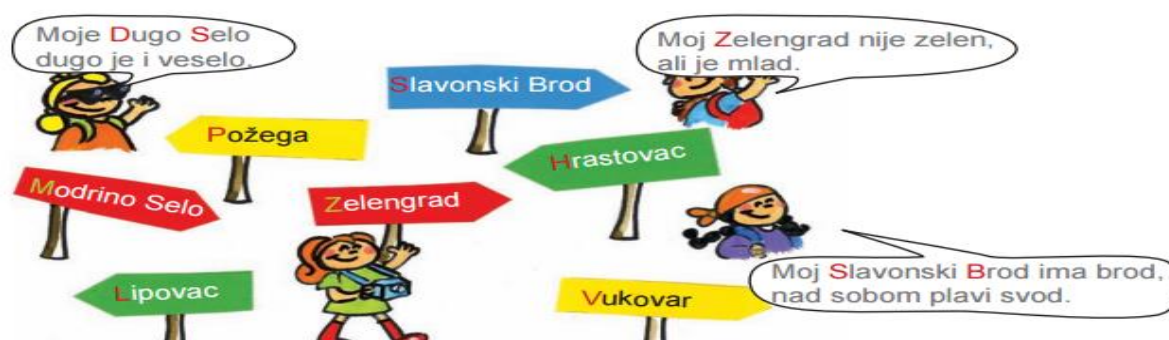 Moje Dugo Selo
dugo je i veselo.
Moj Zelengrad nije zelen,
ali je mlad.
Slavonski Brod
Požega
Hrastovac
Modrino Selo
Zelengrad
Lipovac
Vukovar
Moj Slavonski Brod ima brod,
nad sobom plavi svod.